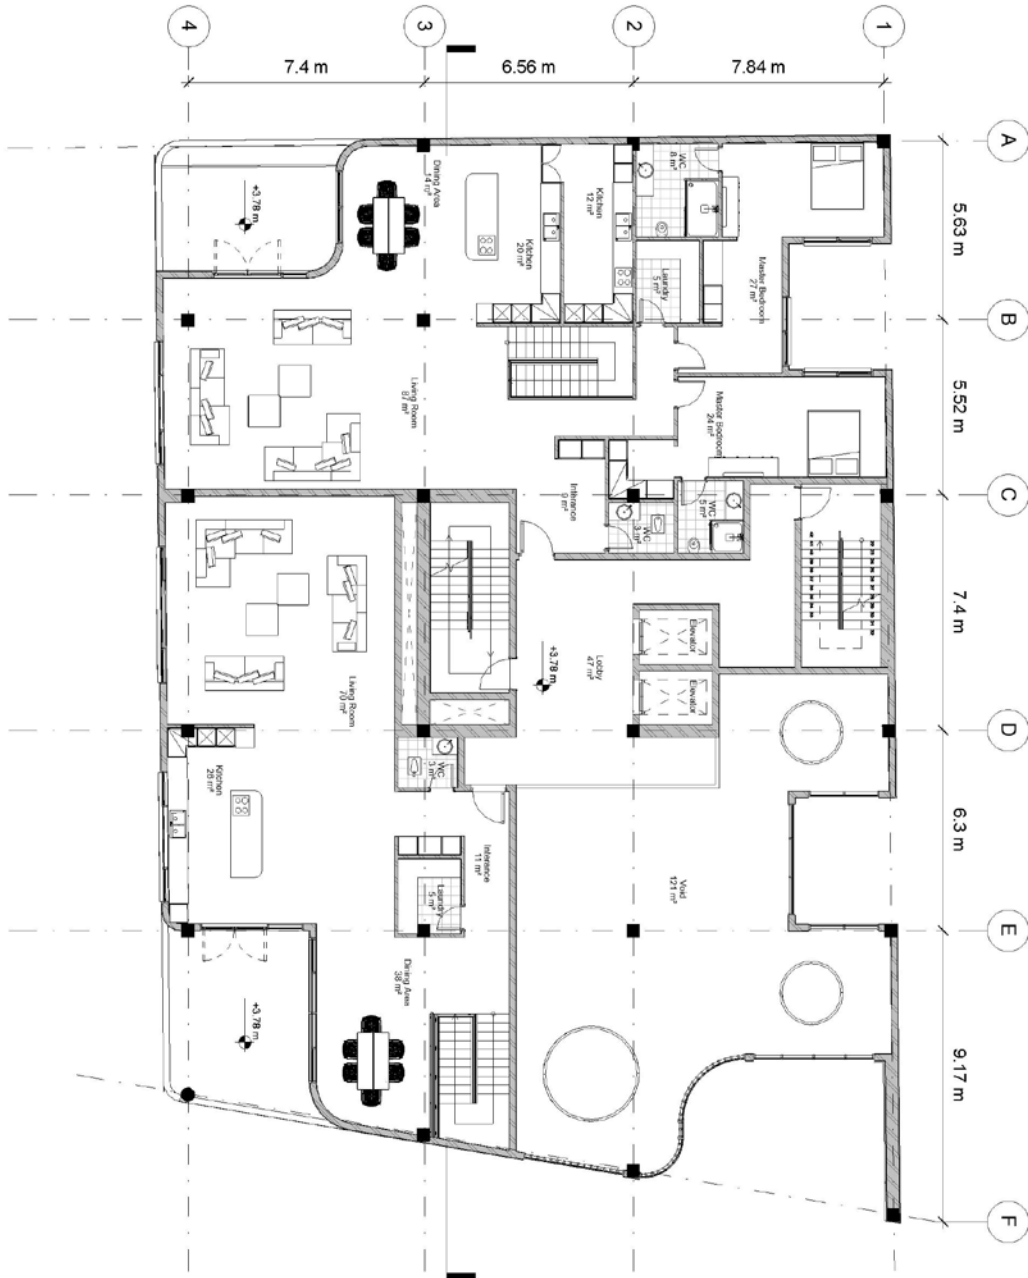 4
3
2
1
7.4 m
6.56 m
7.84 m
A
5.63 m
B
5.52 m
C
7.4 m
D
6.3 m
E
9.17 m
F
+3.78 m
Dining Area
14 m²
Kitchen
20 m²
Kitchen
12 m²
WC
8 m²
Laundry
5 m²
Master Bedroom
27 m²
Living Room
87 m²
Master Bedroom
24 m²
Interance
9 m²
WC
3 m²
WC
5 m²
Lobby
47 m²
+3.78 m
Elevator
Elevator
Living Room
70 m²
Kitchen
28 m²
WC
3 m²
Interance
11 m²
Laundry
5 m²
Void
121 m²
Dining Area
38 m²
+3.78 m